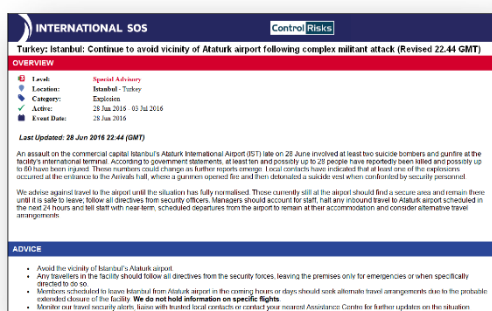 INTERNATIONAL SOS
Control Risks
Turkey: Istanbul: Continue to avoid vicinity of Ataturk airport following complex militant attack (Revised 22.44 GMT)
OVERVIEW
Level: Special Advisory
Location: Istanbul - Turkey
Category: Explosion
Active: 28 Jun 2016 - 03 Jul 2016
Event Date: 28 Jun 2016
Last Updated: 28 Jun 2016 22:44 (GMT)
An assault on the commercial capital Istanbul's Ataturk International Airport (IST) late on 28 June involved at least two suicide bombers and gunfire at the
facility's international terminal. According to government statements, at least ten and possibly up to 28 people have reportedly been killed and possibly up
to 60 have been injured. These numbers could change as further reports emerge. Local contacts have indicated that at least one of the explosions
occurred at the entrance to the Arrivals hall, where a gunmen opened fire and then detonated a suicide vest when confronted by security personnel.
We advise against travel to the airport until the situation has fully normalised. Those currently still at the airport should find a secure area and remain there
until it is safe to leave; follow all directives from security officers. Managers should account for staff, halt any inbound travel to Ataturk airport scheduled in
the next 24 hours and tell staff with near-term, scheduled departures from the airport to remain at their accommodation and consider alternative travel
arrangements.
ADVICE
• Avoid the vicinity of Istanbul's Ataturk airport.
• Any travellers in the facility should follow all directives from the security forces, leaving the premises only for emergencies or when specifically
directed to do so.
• Members scheduled to leave Istanbul from Ataturk airport in the coming hours or days should seek alternate travel arrangements due to the probable
extended closure of the facility. We do not hold information on specific flights.
• Monitor our travel security alerts, liaise with trusted local contacts or contact your nearest Assistance Centre for further updates on the situation